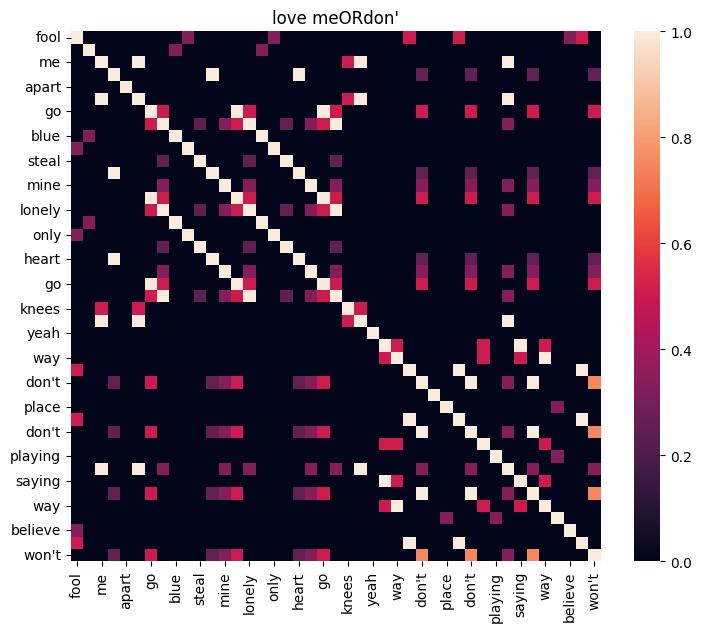 love meORdon'
fool
me
apart
go
blue
steal
mine
lonely
only
heart
go
knees
yeah
way
don't
place
don't
playing
saying
way
believe
won't
1.0
0.8
0.6
0.4
0.2
0.0
fool
me
apart
go
blue
steal
mine
lonely
only
heart
go
knees
yeah
way
don't
place
don't
playing
saying
way
believe
won't